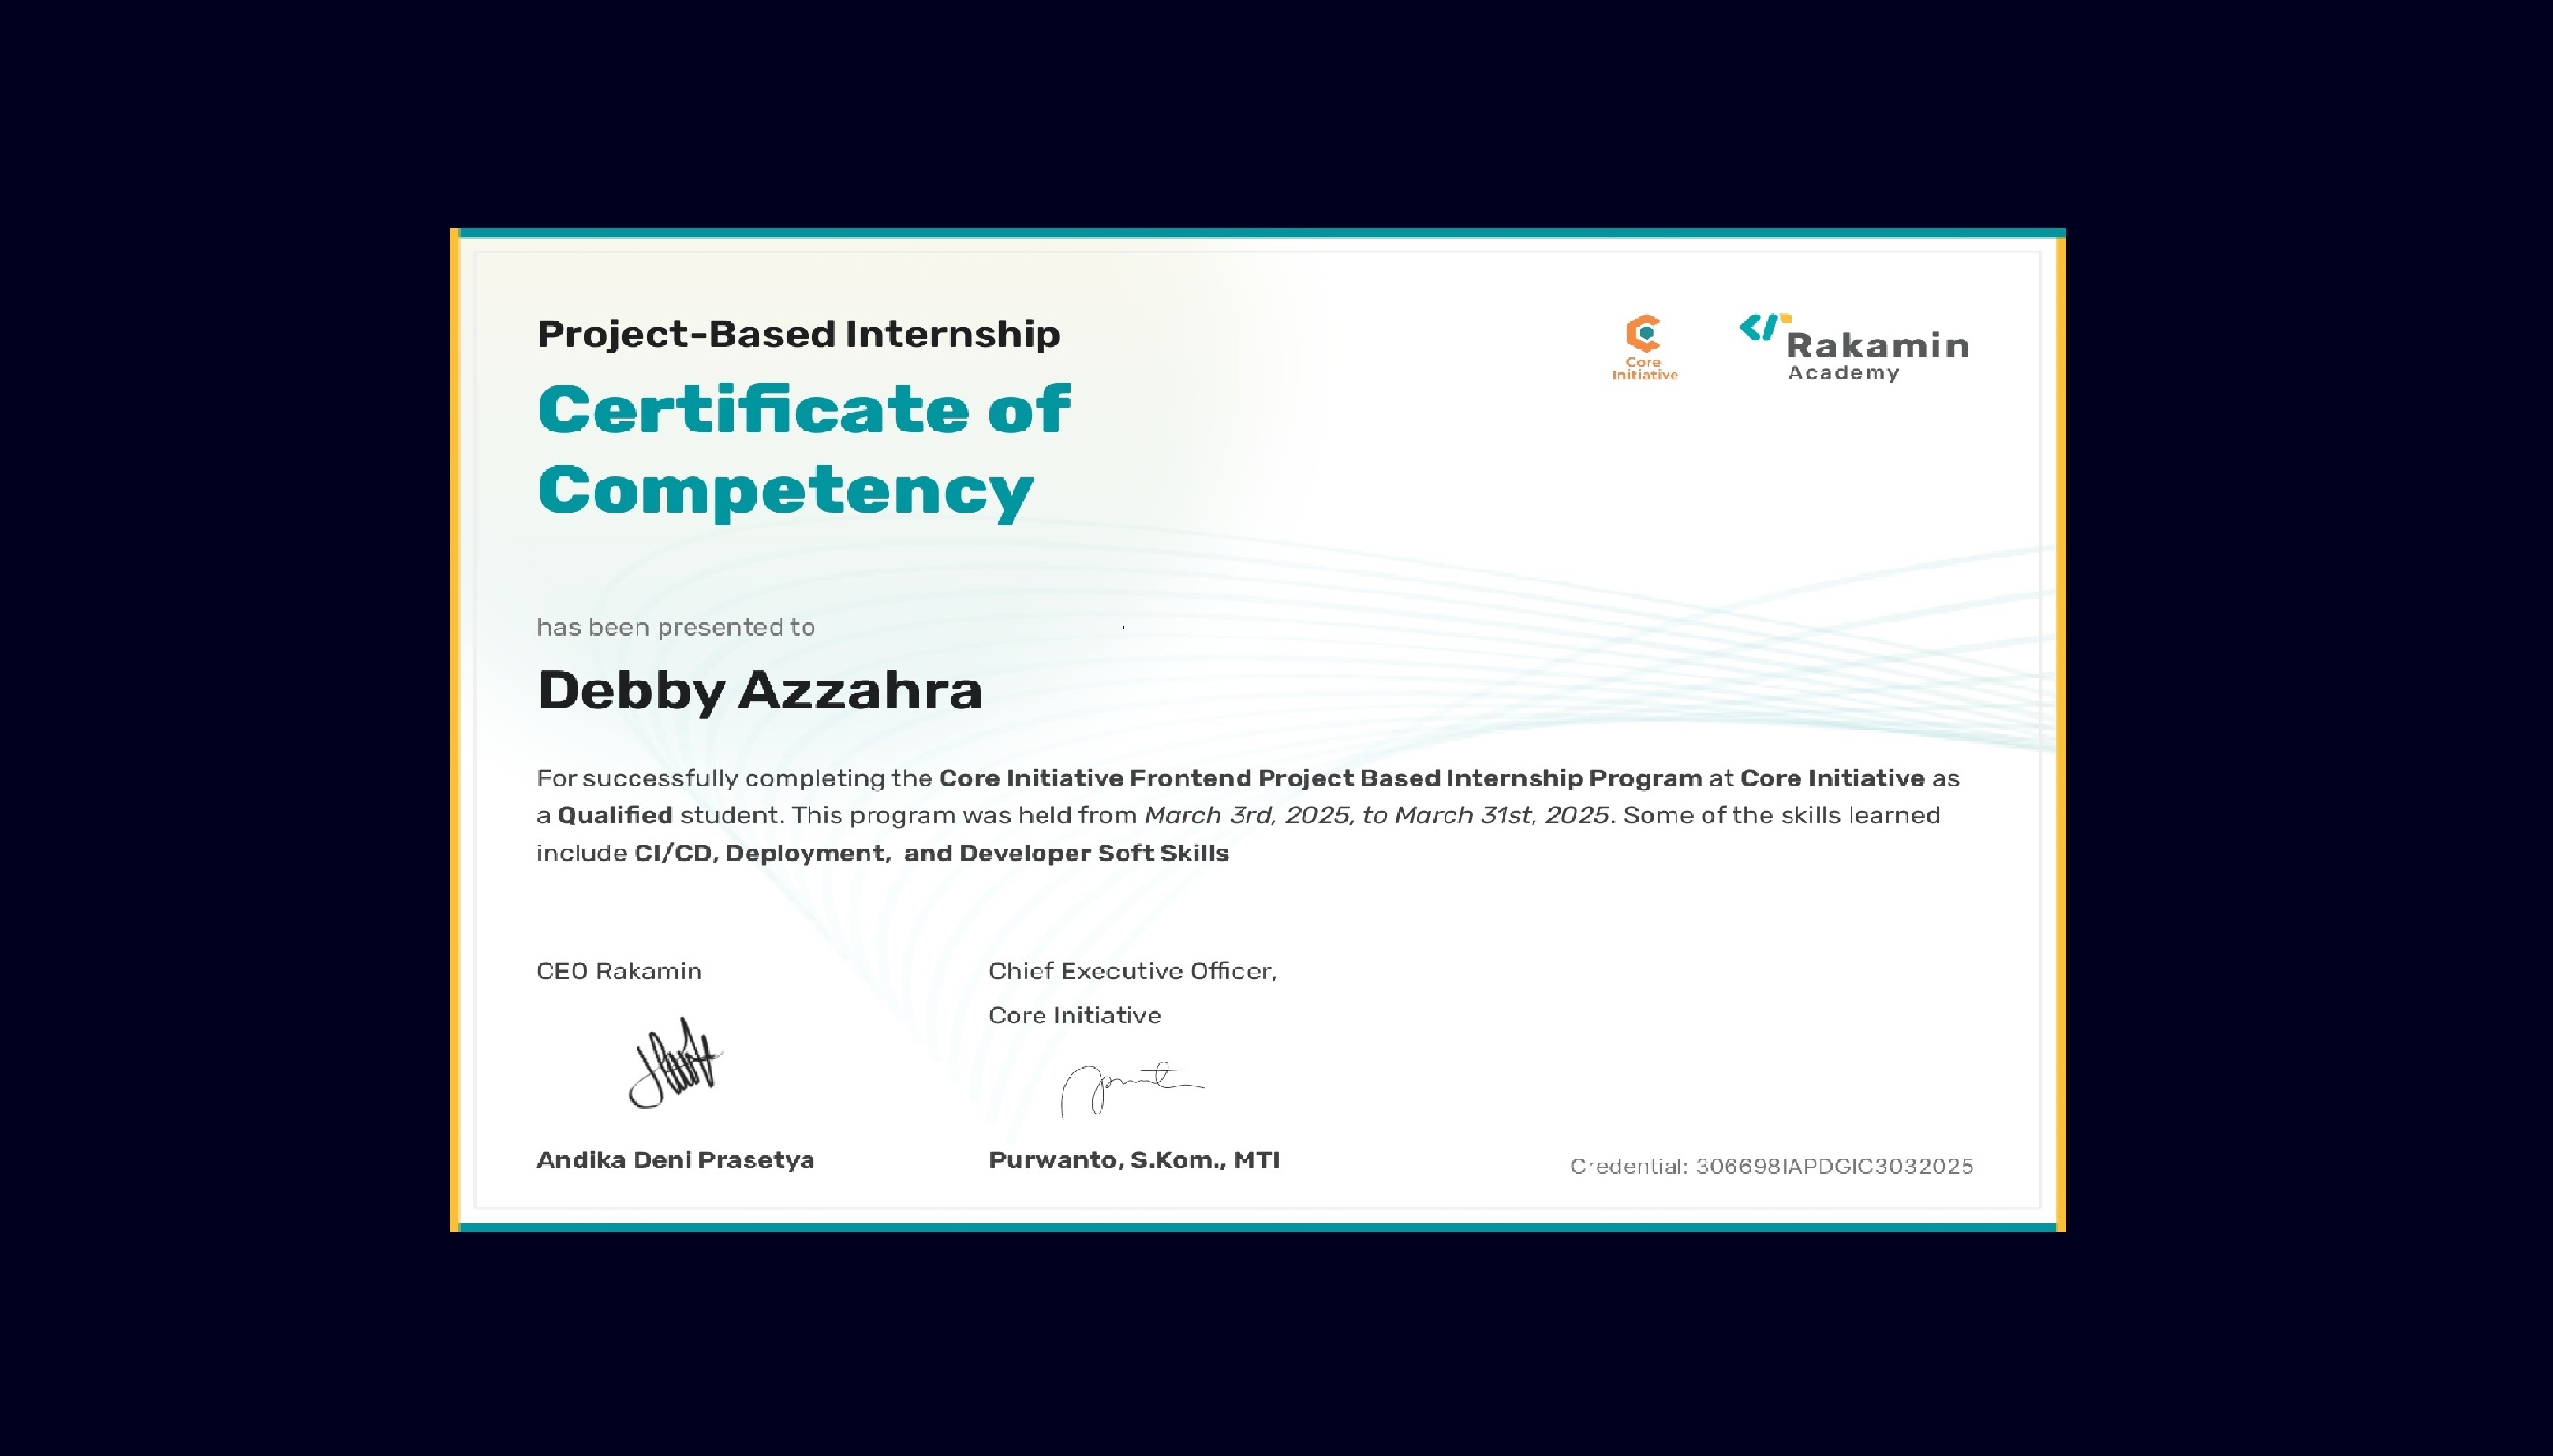 Project-Based Internship
Certificate of
Competency
Core
Initiative
Rakamin
Academy
has been presented to
Debby Azzahra
For successfully completing the Core Initiative Frontend Project Based Internship Program at Core Initiative as
a Qualified student. This program was held from March 3rd, 2025, to March 31st, 2025. Some of the skills learned
include CI/CD, Deployment, and Developer Soft Skills
CEO Rakamin
Andika Deni Prasetya
Chief Executive Officer,
Core Initiative
Purwanto, S.Kom., MTI
Credential: 306698IAPDGIC3032025